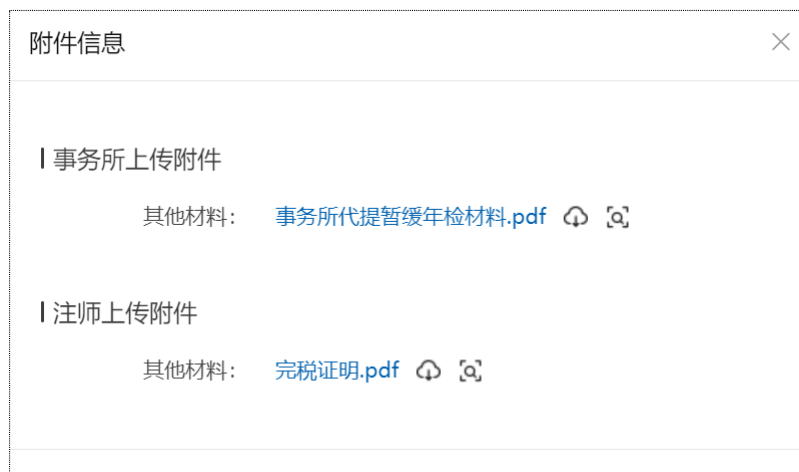 附件信息
事务所上传附件
其他材料： 事务所代提暂缓年检材料.pdf
注师上传附件
其他材料： 完税证明.pdf